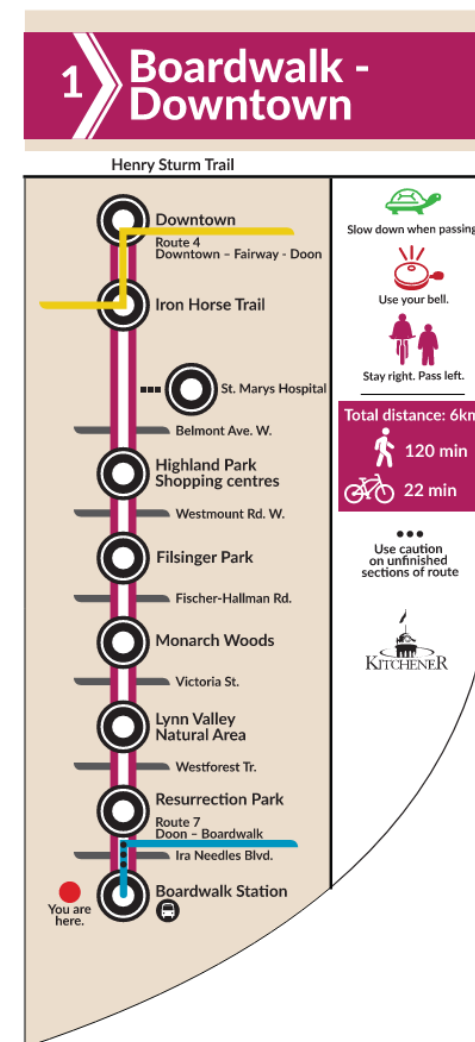 1
Boardwalk -
Downtown
Henry Sturm Trail
Downtown
Route 4
Downtown – Fairway - Doon
Iron Horse Trail
St. Marys Hospital
Belmont Ave. W.
Highland Park
Shopping centres
Westmount Rd. W.
Filsinger Park
Fischer-Hallman Rd.
Monarch Woods
Victoria St.
Lynn Valley
Natural Area
Westforest Tr.
Resurrection Park
Route 7
Doon – Boardwalk
Ira Needles Blvd.
Boardwalk Station
You are
here.
Slow down when passing
Use your bell.
Stay right. Pass left.
Total distance: 6km
120 min
22 min
Use caution
on unfinished
sections of route
KITCHENER